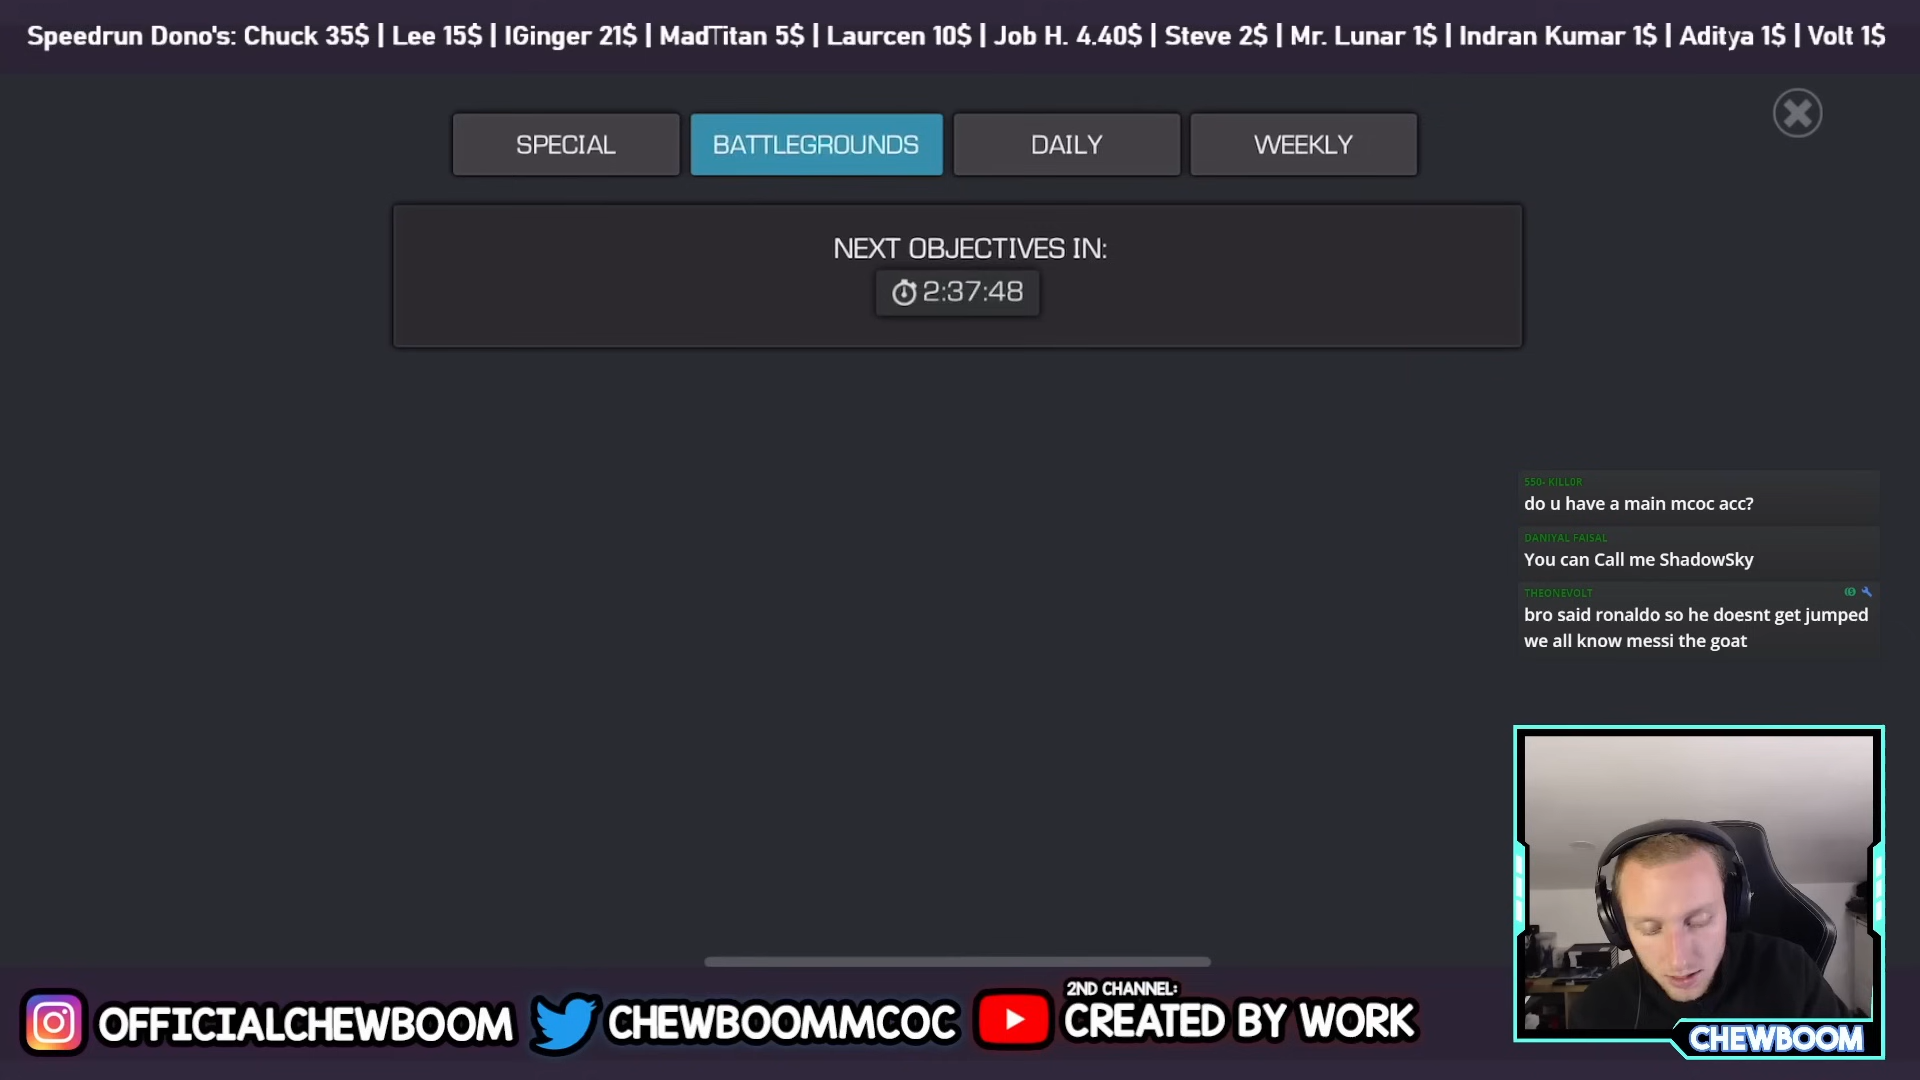 Speedrun Dono's: Chuck 35$ | Lee 15$ | IGinger 21$ | MadTitan 5$ | Laurcen 10$ | Job H. 4.40$ | Steve 2$ | Mr. Lunar 1$ | Indran Kumar 1$ | Aditya 1$ | Volt 1$
SPECIAL
BATTLEGROUNDS
DAILY
WEEKLY
NEXT OBJECTIVES IN:
2:37:48
550- KILL0R
do u have a main mcoc acc?
DANIYAL FAISAL
You can Call me ShadowSky
THEONEVOLT
bro said ronaldo so he doesnt get jumped
we all know messi the goat
OFFICIALCHEWBOOM
CHEWBOOMMCOC
2ND CHANNEL:
CREATED BY WORK
CHEWBOOM